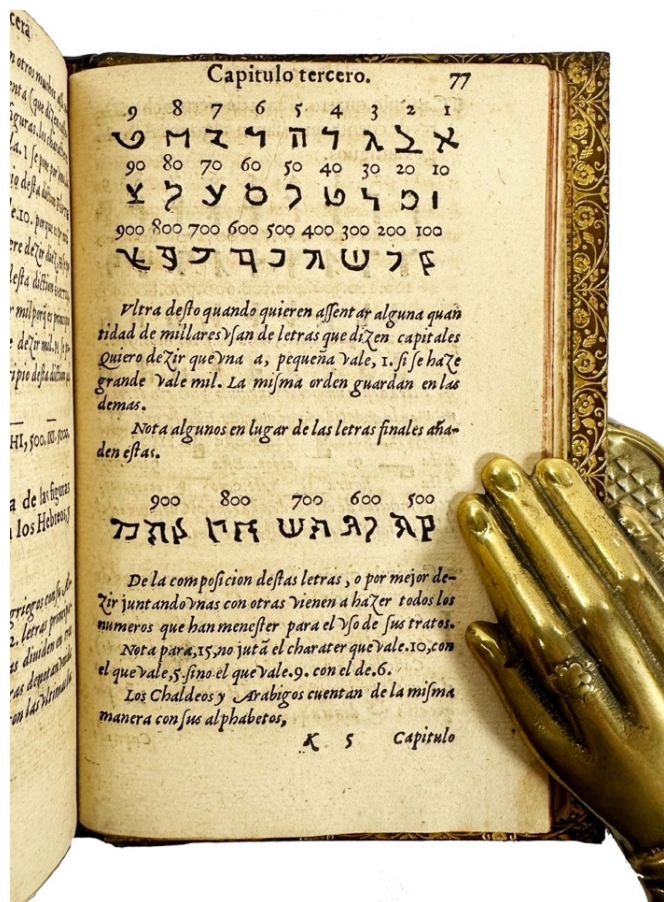 Capitulo tercero. 77
9 8 7 6 5 4 3 2 1
א ב ג ד ה ו ז ח ט
90 80 70 60 50 40 30 20 10
י כ ל מ נ ס ע פ צ
900 800 700 600 500 400 300 200 100
ק ר ש ת ך ם ן ף ץ
Vltra desto quando quieren assentar alguna quan
tidad de millares vsan de letras que dizen capitales
Quiero dezir que vna a, pequeña vale, 1. si se haze
grande vale mil. La misma orden guardan en las
demas.
Nota algunos en lugar de las letras finales aña-
den estas.
900 800 700 600 500
תק תר תש תת תתק
De la composicion destas letras, o por mejor de-
zir juntando vnas con otras vienen a hazer todos los
numeros que han menester para el vso de sus tratos.
Nota para, 15, no jutã el charater que vale. 10, con
el que vale, 5. sino el que vale. 9. con el de. 6.
Los Chaldeos y Arabigos cuentan de la misma
manera con sus alphabetos,
K 5 Capitulo